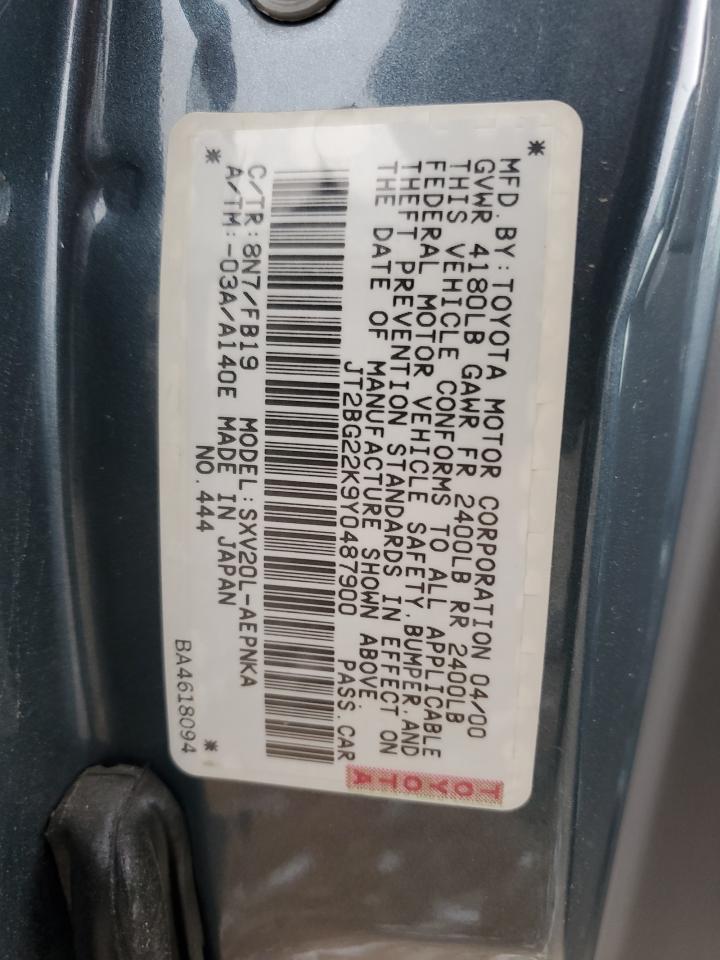 MFD.BY:TOYOTA MOTOR CORPORATION 04/00
GVWR 4180LB GAWR FR 2400LB RR 2400LB
THIS VEHICLE CONFORMS TO ALL APPLICABLE
FEDERAL MOTOR VEHICLE SAFETY,BUMPER,AND
THEFT PREVENTION STANDARDS IN EFFECT ON
THE DATE OF MANUFACTURE SHOWN ABOVE.
JT2BG22K9Y0487900 PASS.CAR
C/TR:8N7/FB19 MODEL:SXV20L-AEPNKA
A/TM:-03A/A140E MADE IN JAPAN
NO.444
BA4618094
TOYOTA